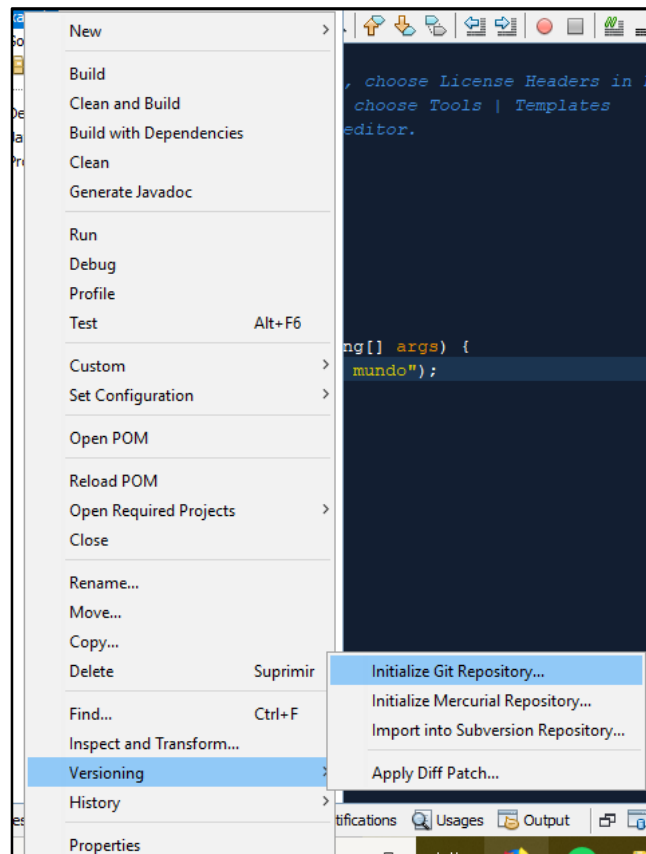 New
Build
Clean and Build
Build with Dependencies
Clean
Generate Javadoc
Run
Debug
Profile
Test Alt+F6
Custom
Set Configuration
Open POM
Reload POM
Open Required Projects
Close
Rename...
Move...
Copy...
Delete Suprimir
Find... Ctrl+F
Inspect and Transform...
Versioning
History
Properties
, choose License Headers in
choose Tools | Templates
editor.
ng[] args) {
mundo");
Initialize Git Repository...
Initialize Mercurial Repository...
Import into Subversion Repository...
Apply Diff Patch...
tifications Usages Output